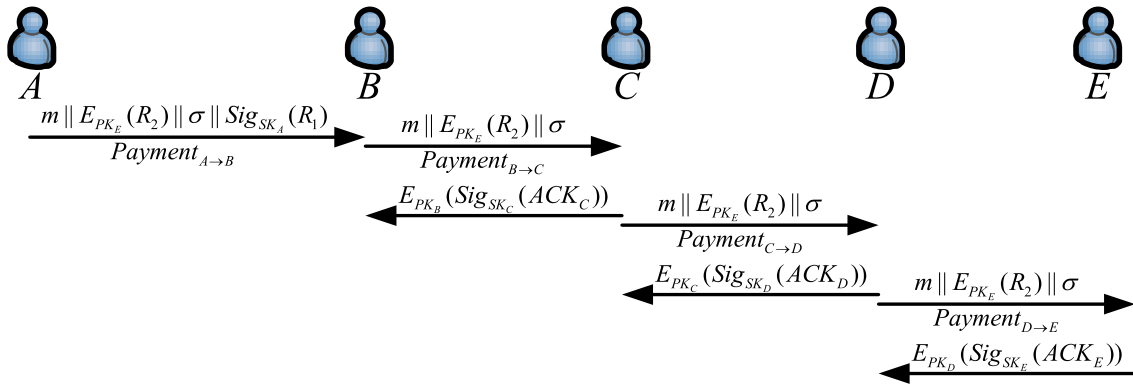 A B C D E
m || E_{PK_E}(R_2) || σ || Sig_{SK_A}(R_1)
Payment_{A→B}
m || E_{PK_E}(R_2) || σ
Payment_{B→C}
E_{PK_B}(Sig_{SK_C}(ACK_C))
m || E_{PK_E}(R_2) || σ
Payment_{C→D}
E_{PK_C}(Sig_{SK_D}(ACK_D))
m || E_{PK_E}(R_2) || σ
Payment_{D→E}
E_{PK_D}(Sig_{SK_E}(ACK_E))